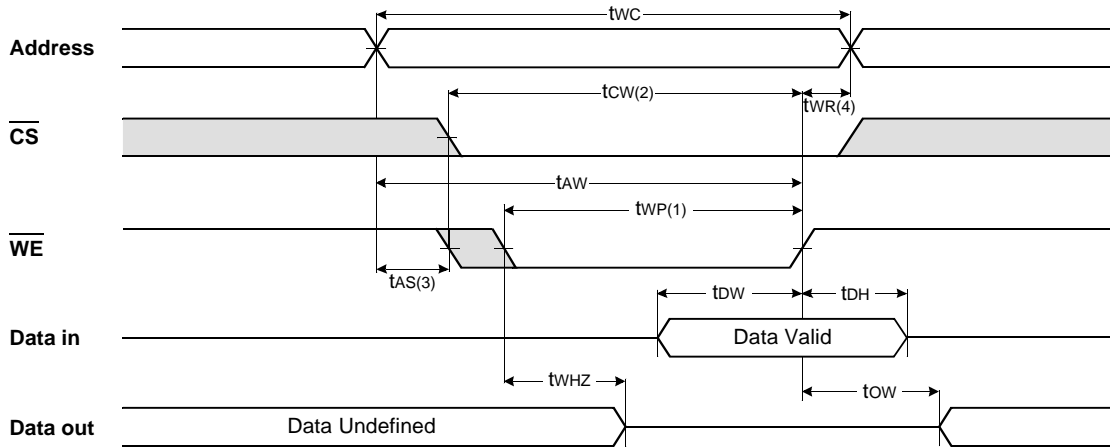 tWC
Address
tCW(2)
tWR(4)
CS
tAW
tWP(1)
WE
tAS(3)
tDW
tDH
Data in
Data Valid
tWHZ
tOW
Data out
Data Undefined